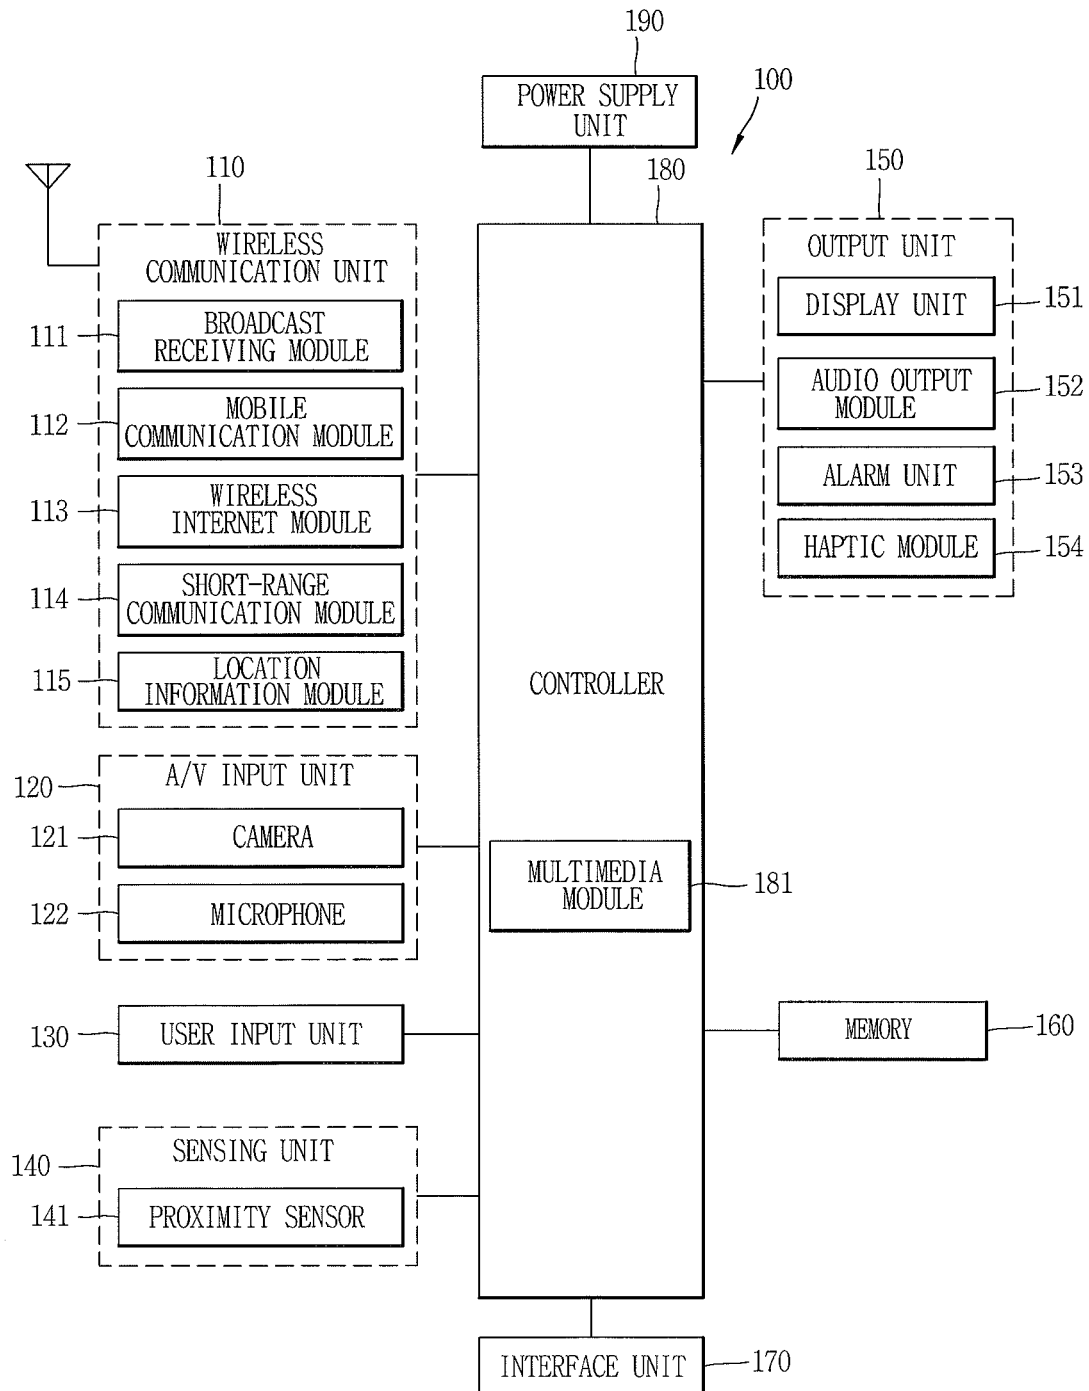 190
POWER SUPPLY
UNIT
100
110
180
150
WIRELESS
COMMUNICATION UNIT
111
BROADCAST
RECEIVING MODULE
112
MOBILE
COMMUNICATION MODULE
113
WIRELESS
INTERNET MODULE
114
SHORT-RANGE
COMMUNICATION MODULE
115
LOCATION
INFORMATION MODULE
120
A/V INPUT UNIT
121
CAMERA
122
MICROPHONE
130
USER INPUT UNIT
140
SENSING UNIT
141
PROXIMITY SENSOR
CONTROLLER
MULTIMEDIA
MODULE
181
OUTPUT UNIT
DISPLAY UNIT
151
AUDIO OUTPUT
MODULE
152
ALARM UNIT
153
HAPTIC MODULE
154
MEMORY
160
INTERFACE UNIT
170